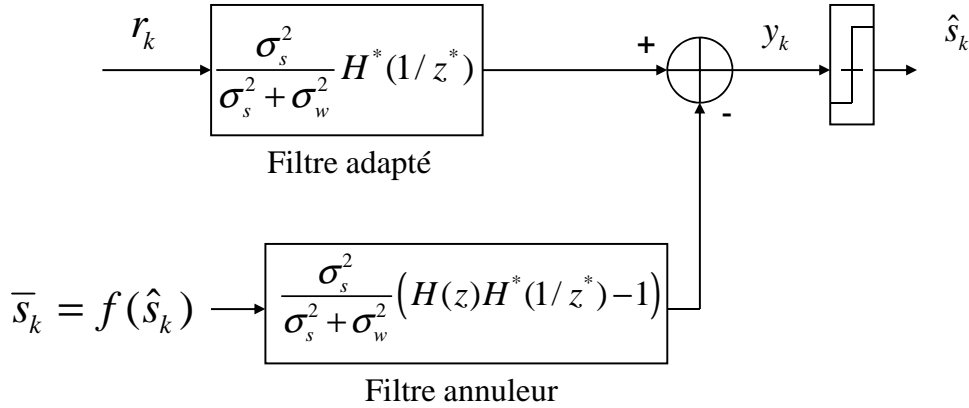 r_k
σ_s^2 / (σ_s^2 + σ_w^2) H^*(1/z^*)
Filtre adapté
+
-
y_k
ŝ_k
s̄_k = f(ŝ_k)
σ_s^2 / (σ_s^2 + σ_w^2) (H(z)H^*(1/z^*) − 1)
Filtre annuleur